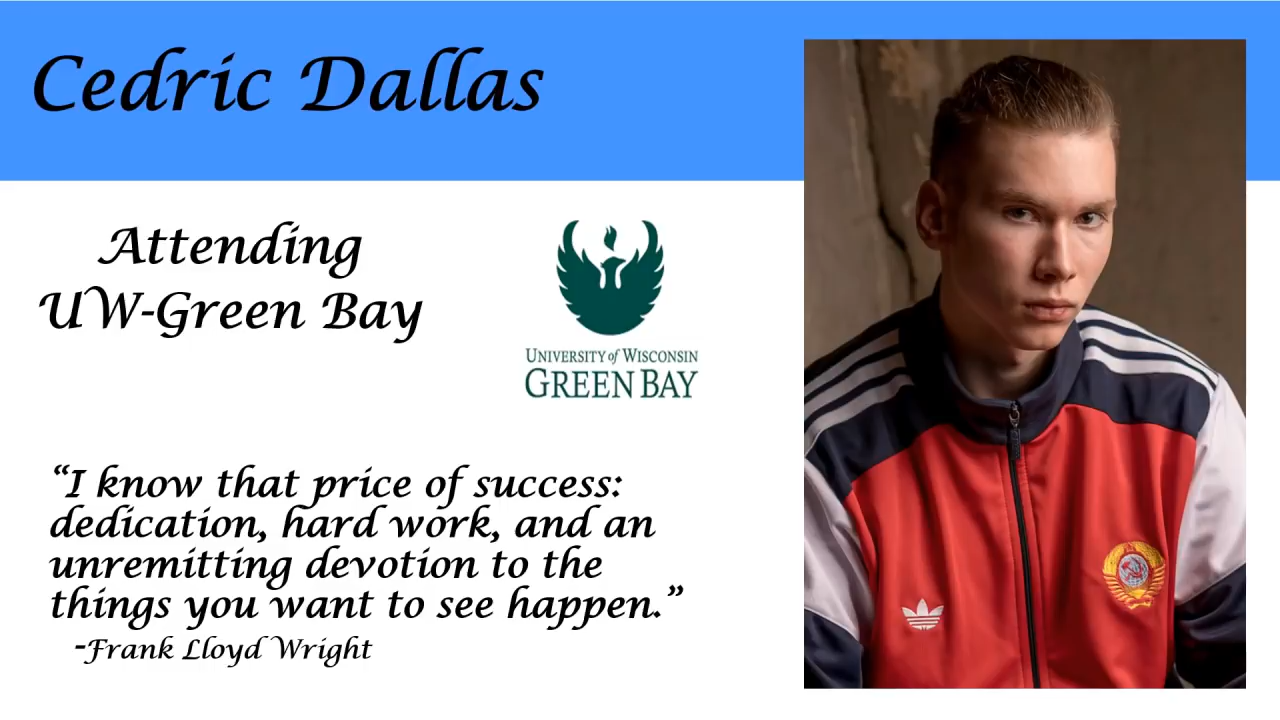 Cedric Dallas
Attending
UW-Green Bay
UNIVERSITY of WISCONSIN
GREEN BAY
“I know that price of success:
dedication, hard work, and an
unremitting devotion to the
things you want to see happen.”
-Frank Lloyd Wright